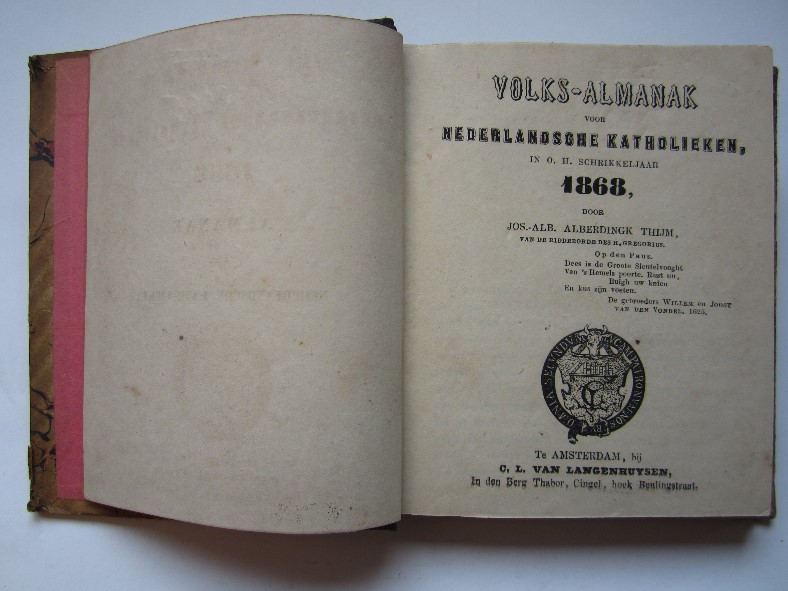 VOLKS-ALMANAK
VOOR
NEDERLANDSCHE KATHOLIEKEN,
IN O. H. SCHRIKKELJAAR
1868,
DOOR
JOS.-ALB. ALBERDINGK THIJM,
VAN DE RIDDERORDE DES H. GREGORIUS.
Op den PAUS.
Dees is de Groote Sleutelvooght
Van 's Hemels poorte. Rust nu,
Buigh uw
En kus zijn voeten.
De gebroeders WILLEM en JOOST
VAN DEN VONDEL, 1625.
Te AMSTERDAM, bij
C. L. VAN LANGENHUYSEN,
In den Berg Thabor, Cingel, hoek Beulingstraat.